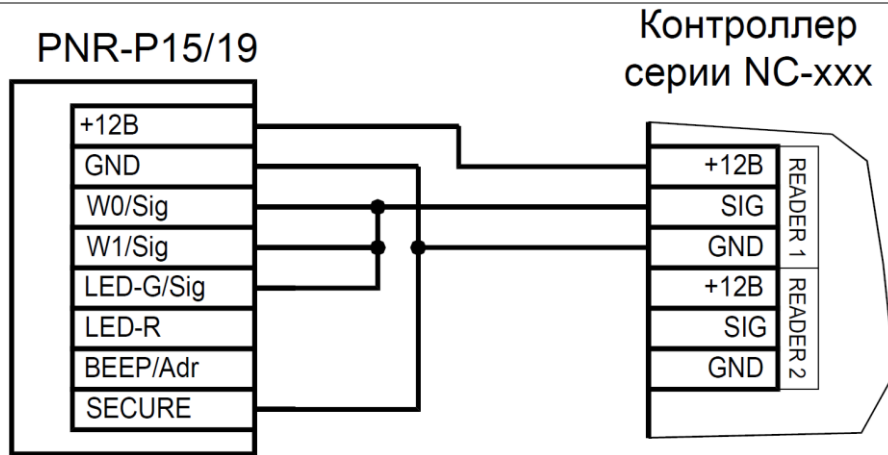 PNR-P15/19
+12В
GND
W0/Sig
W1/Sig
LED-G/Sig
LED-R
BEEP/Adr
SECURE
Контроллер
серии NC-xxx
+12В
SIG
GND
READER 1
+12В
SIG
GND
READER 2